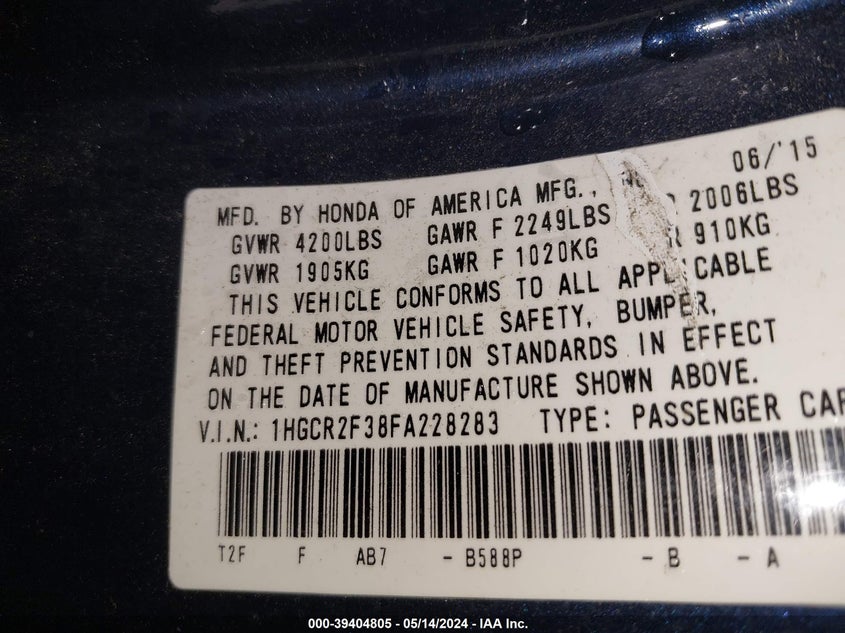 06/'15
MFD. BY HONDA OF AMERICA MFG.,
GVWR 4200LBS GAWR F 2249LBS 2006LBS
GVWR 1905KG GAWR F 1020KG R 910KG
THIS VEHICLE CONFORMS TO ALL APPLICABLE
FEDERAL MOTOR VEHICLE SAFETY, BUMPER,
AND THEFT PREVENTION STANDARDS IN EFFECT
ON THE DATE OF MANUFACTURE SHOWN ABOVE.
V.I.N.: 1HGCR2F38FA228283 TYPE: PASSENGER CAR
T2F F AB7 - B588P - B - A
000-39404805 - 05/14/2024 - IAA Inc.